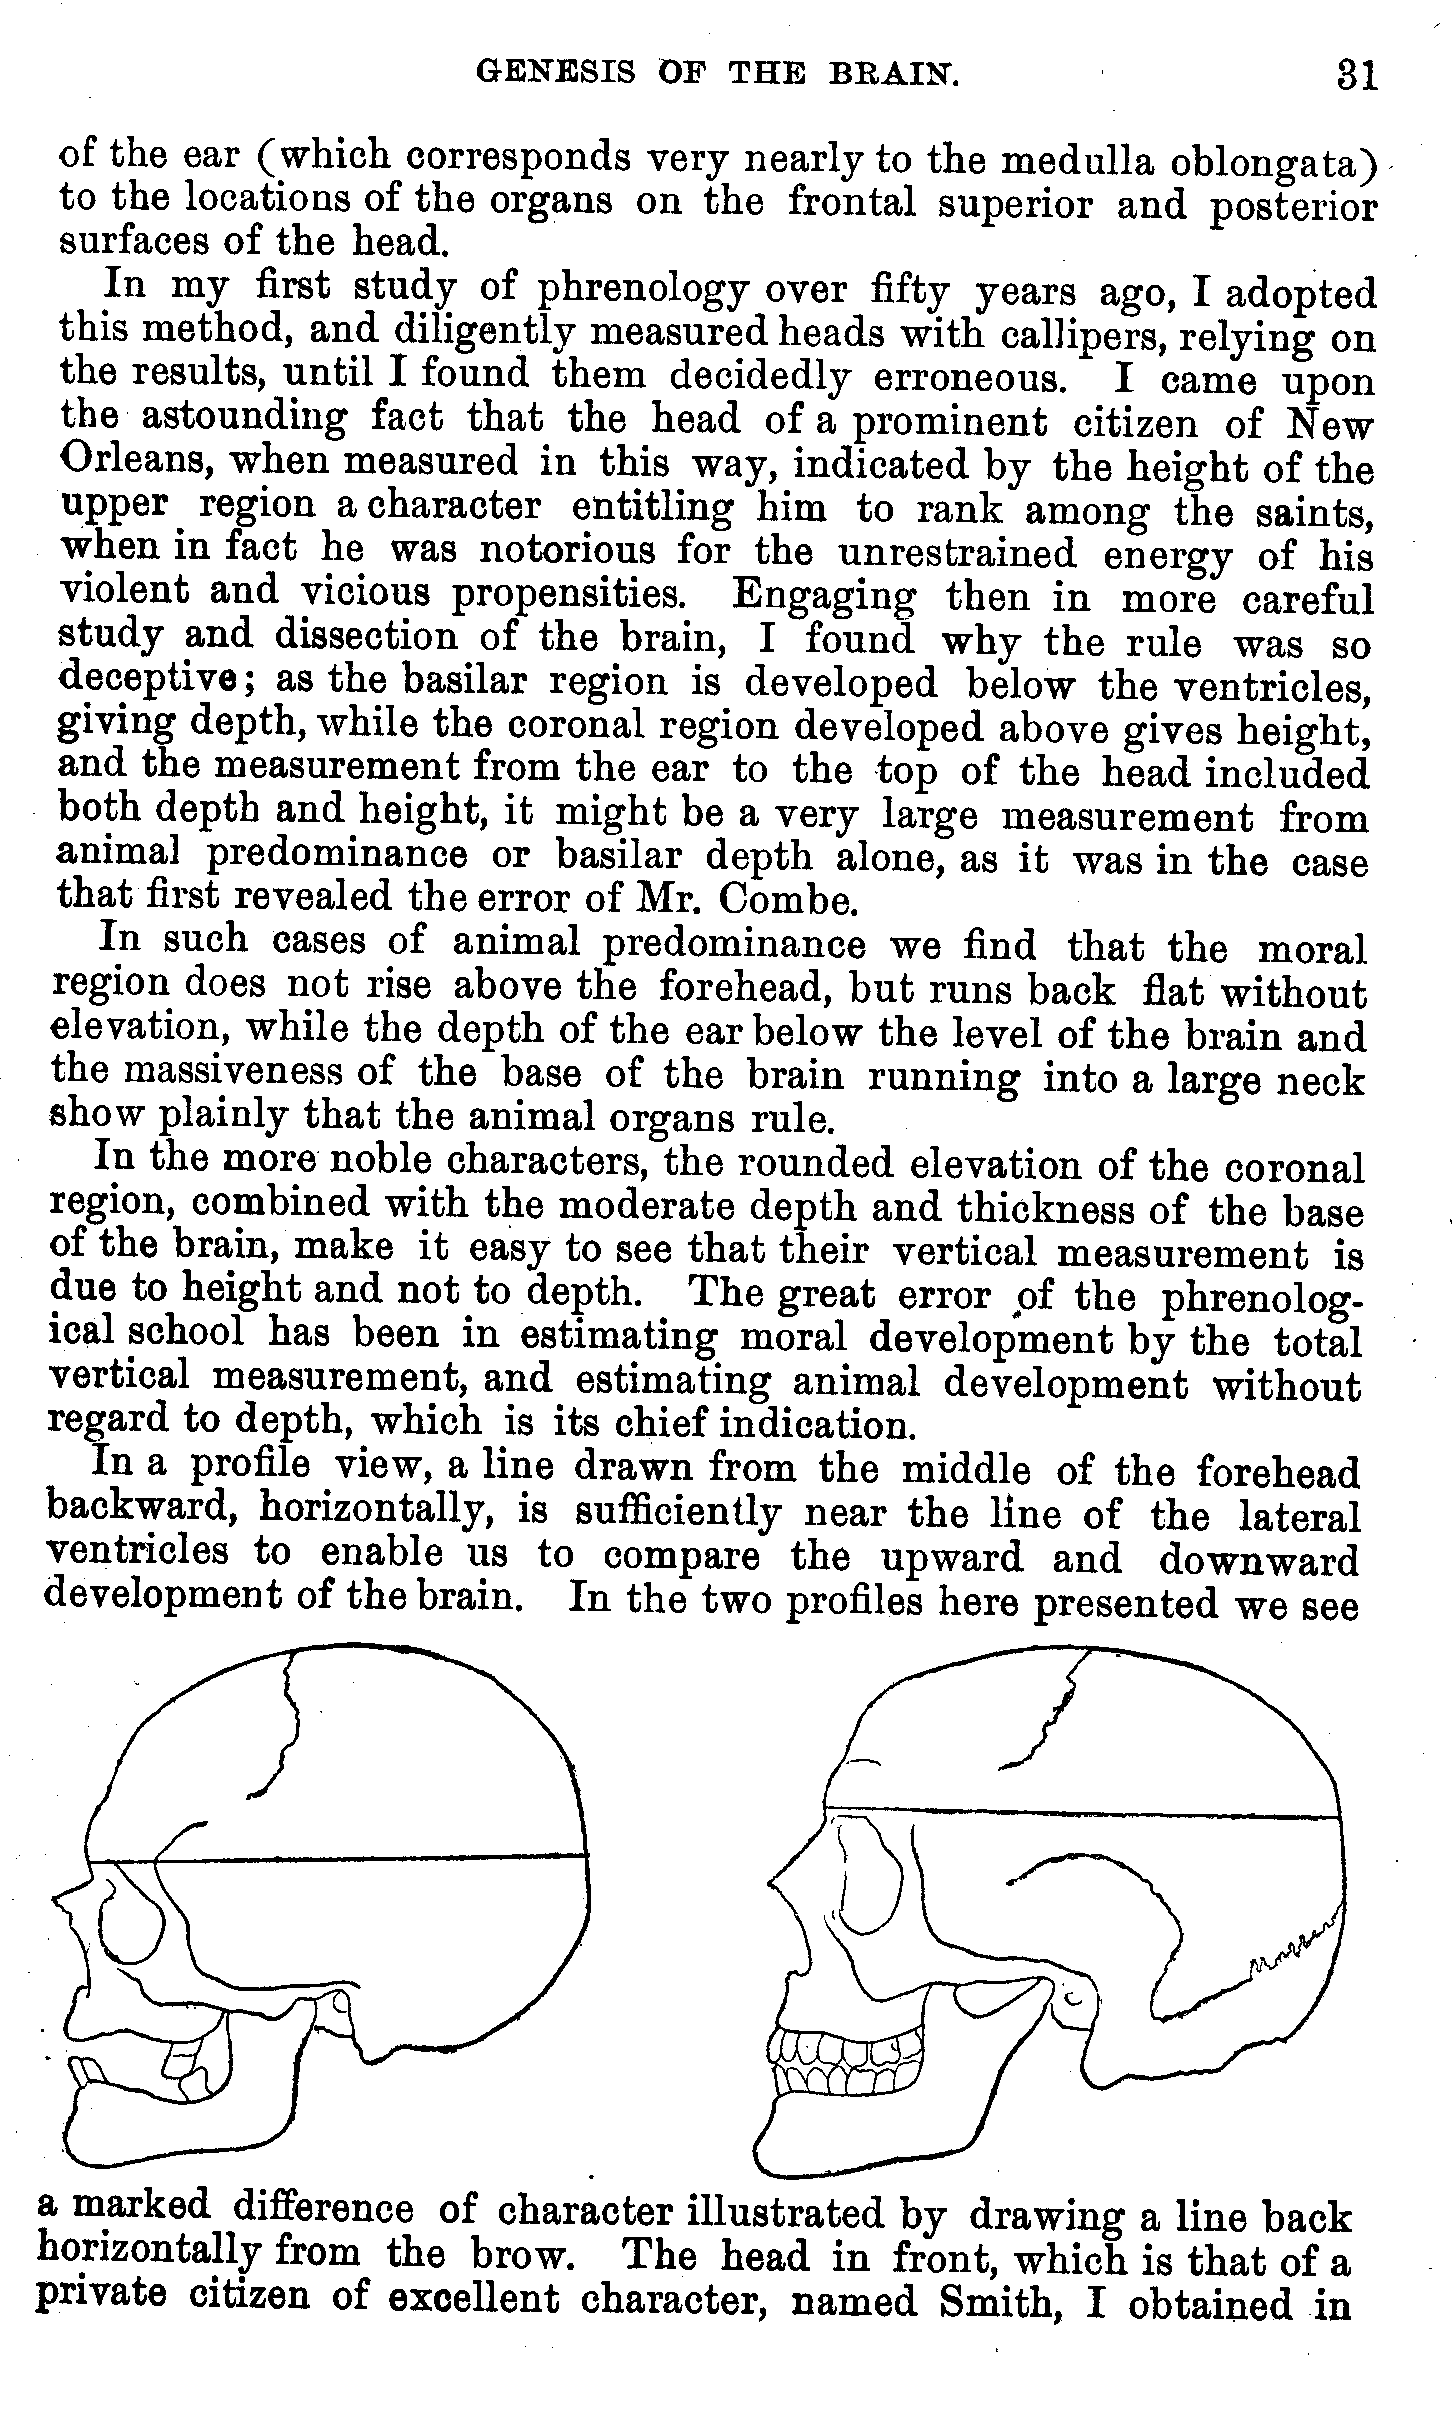 GENESIS OF THE BRAIN. 31
of the ear (which corresponds very nearly to the medulla oblongata)
to the locations of the organs on the frontal superior and posterior
surfaces of the head.
In my first study of phrenology over fifty years ago, I adopted
this method, and diligently measured heads with callipers, relying on
the results, until I found them decidedly erroneous. I came upon
the astounding fact that the head of a prominent citizen of New
Orleans, when measured in this way, indicated by the height of the
upper region a character entitling him to rank among the saints,
when in fact he was notorious for the unrestrained energy of his
violent and vicious propensities. Engaging then in more careful
study and dissection of the brain, I found why the rule was so
deceptive; as the basilar region is developed below the ventricles,
giving depth, while the coronal region developed above gives height,
and the measurement from the ear to the top of the head included
both depth and height, it might be a very large measurement from
animal predominance or basilar depth alone, as it was in the case
that first revealed the error of Mr. Combe.
In such cases of animal predominance we find that the moral
region does not rise above the forehead, but runs back flat without
elevation, while the depth of the ear below the level of the brain and
the massiveness of the base of the brain running into a large neck
show plainly that the animal organs rule.
In the more noble characters, the rounded elevation of the coronal
region, combined with the moderate depth and thickness of the base
of the brain, make it easy to see that their vertical measurement is
due to height and not to depth. The great error of the phrenolog-
ical school has been in estimating moral development by the total
vertical measurement, and estimating animal development without
regard to depth, which is its chief indication.
In a profile view, a line drawn from the middle of the forehead
backward, horizontally, is sufficiently near the line of the lateral
ventricles to enable us to compare the upward and downward
development of the brain. In the two profiles here presented we see
a marked difference of character illustrated by drawing a line back
horizontally from the brow. The head in front, which is that of a
private citizen of excellent character, named Smith, I obtained in